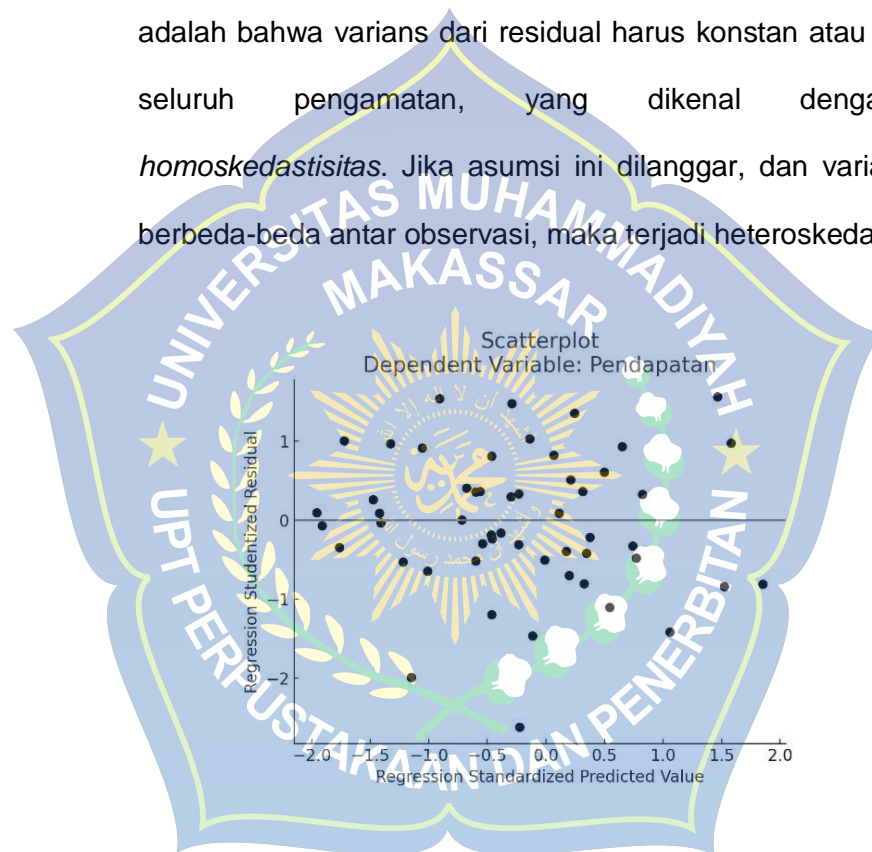 adalah bahwa varians dari residual harus konstan atau
seluruh pengamatan, yang dikenal
homoskedastisitas. Jika asumsi ini dilanggar, dan
berbeda-beda antar observasi, maka terjadi
UNIVERSITAS MUHAMMADIYAH
MAKASSAR
Scatterplot
Dependent Variable: Pendapatan
Regression Studentized Residual
1
0
−1
−2
−2.0 −1.5 −1.0 −0.5 0.0 0.5 1.0 1.5 2.0
Regression Standardized Predicted Value
UPT PERPUSTAKAAN DAN PENERBITAN